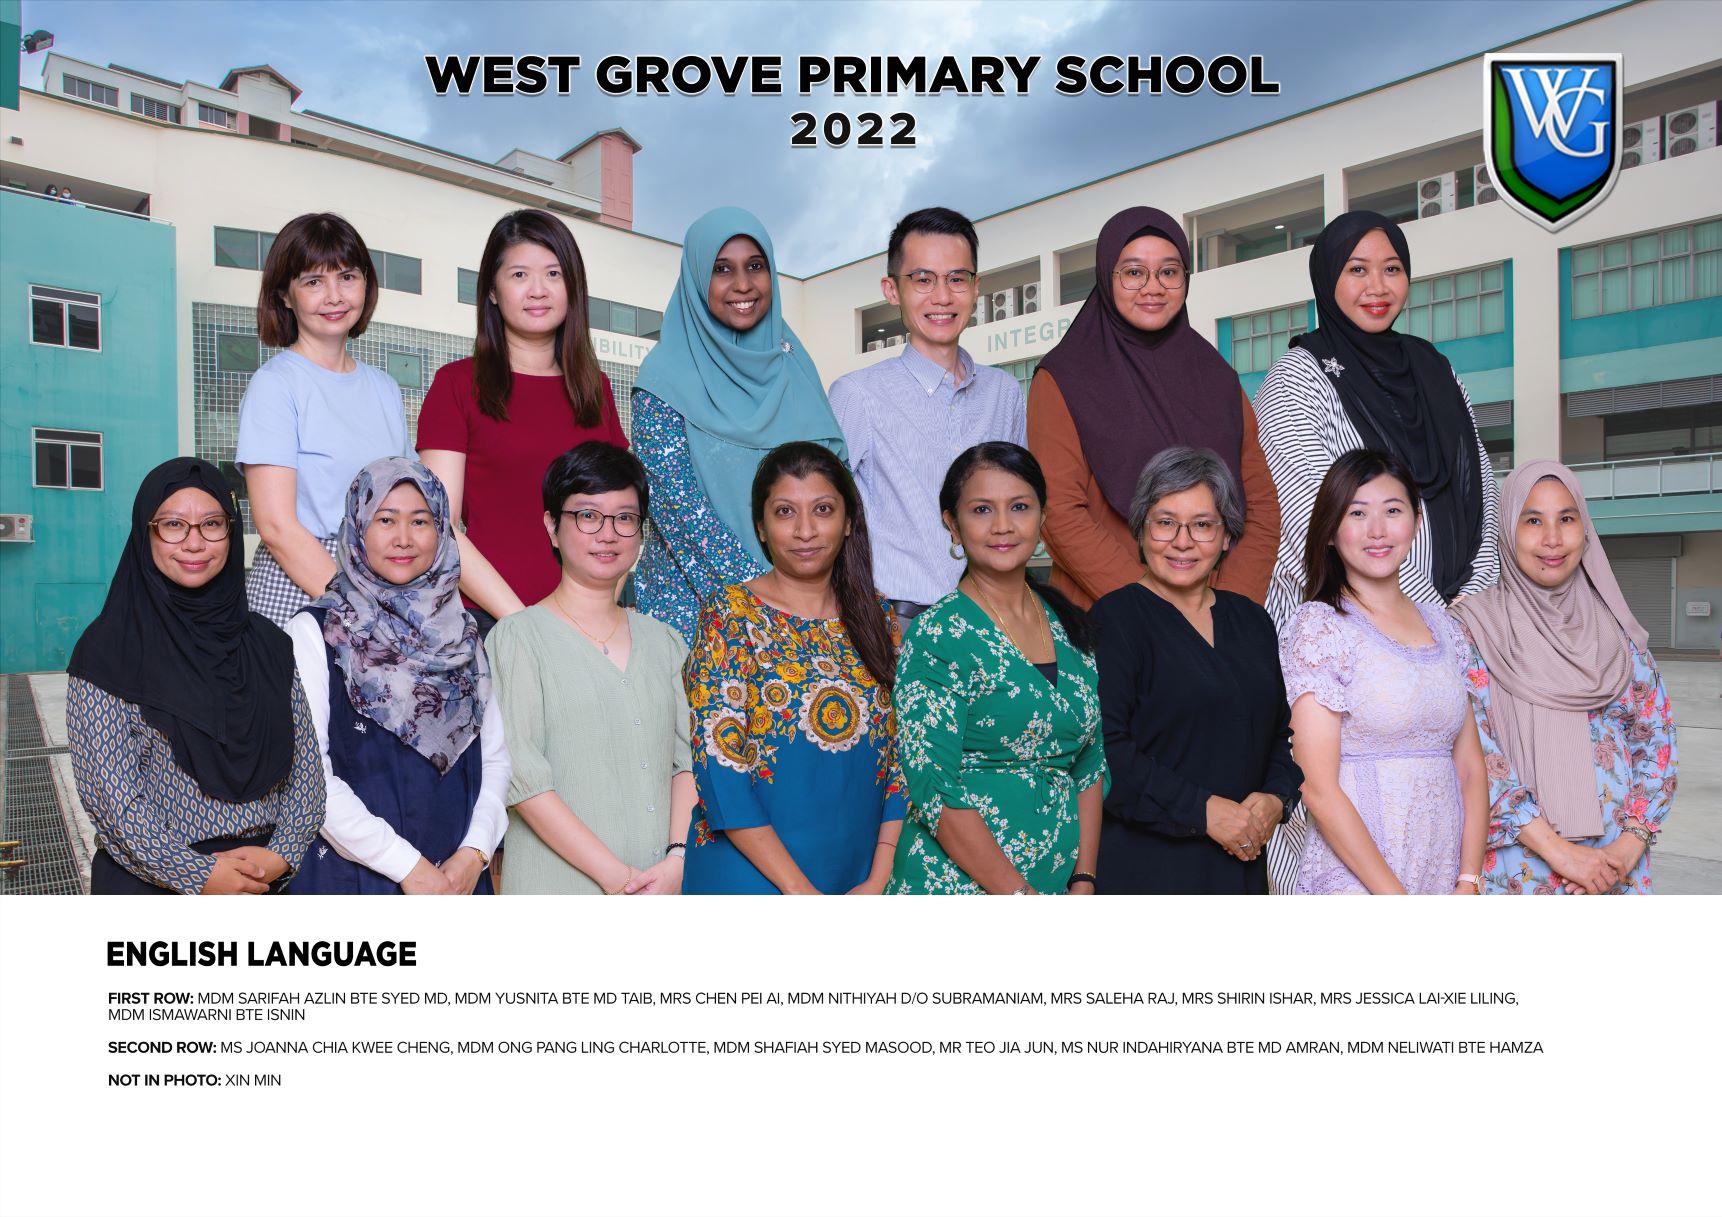 WEST GROVE PRIMARY SCHOOL
2022
WG
IBILITY
INTEGR
ENGLISH LANGUAGE
FIRST ROW: MDM SARIFAH AZLIN BTE SYED MD, MDM YUSNITA BTE MD TAIB, MRS CHEN PEI AI, MDM NITHIYAH D/O SUBRAMANIAM, MRS SALEHA RAJ, MRS SHIRIN ISHAR, MRS JESSICA LAI-XIE LILING,
MDM ISMAWARNI BTE ISNIN
SECOND ROW: MS JOANNA CHIA KWEE CHENG, MDM ONG PANG LING CHARLOTTE, MDM SHAFIAH SYED MASOOD, MR TEO JIA JUN, MS NUR INDAHIRYANA BTE MD AMRAN, MDM NELIWATI BTE HAMZA
NOT IN PHOTO: XIN MIN